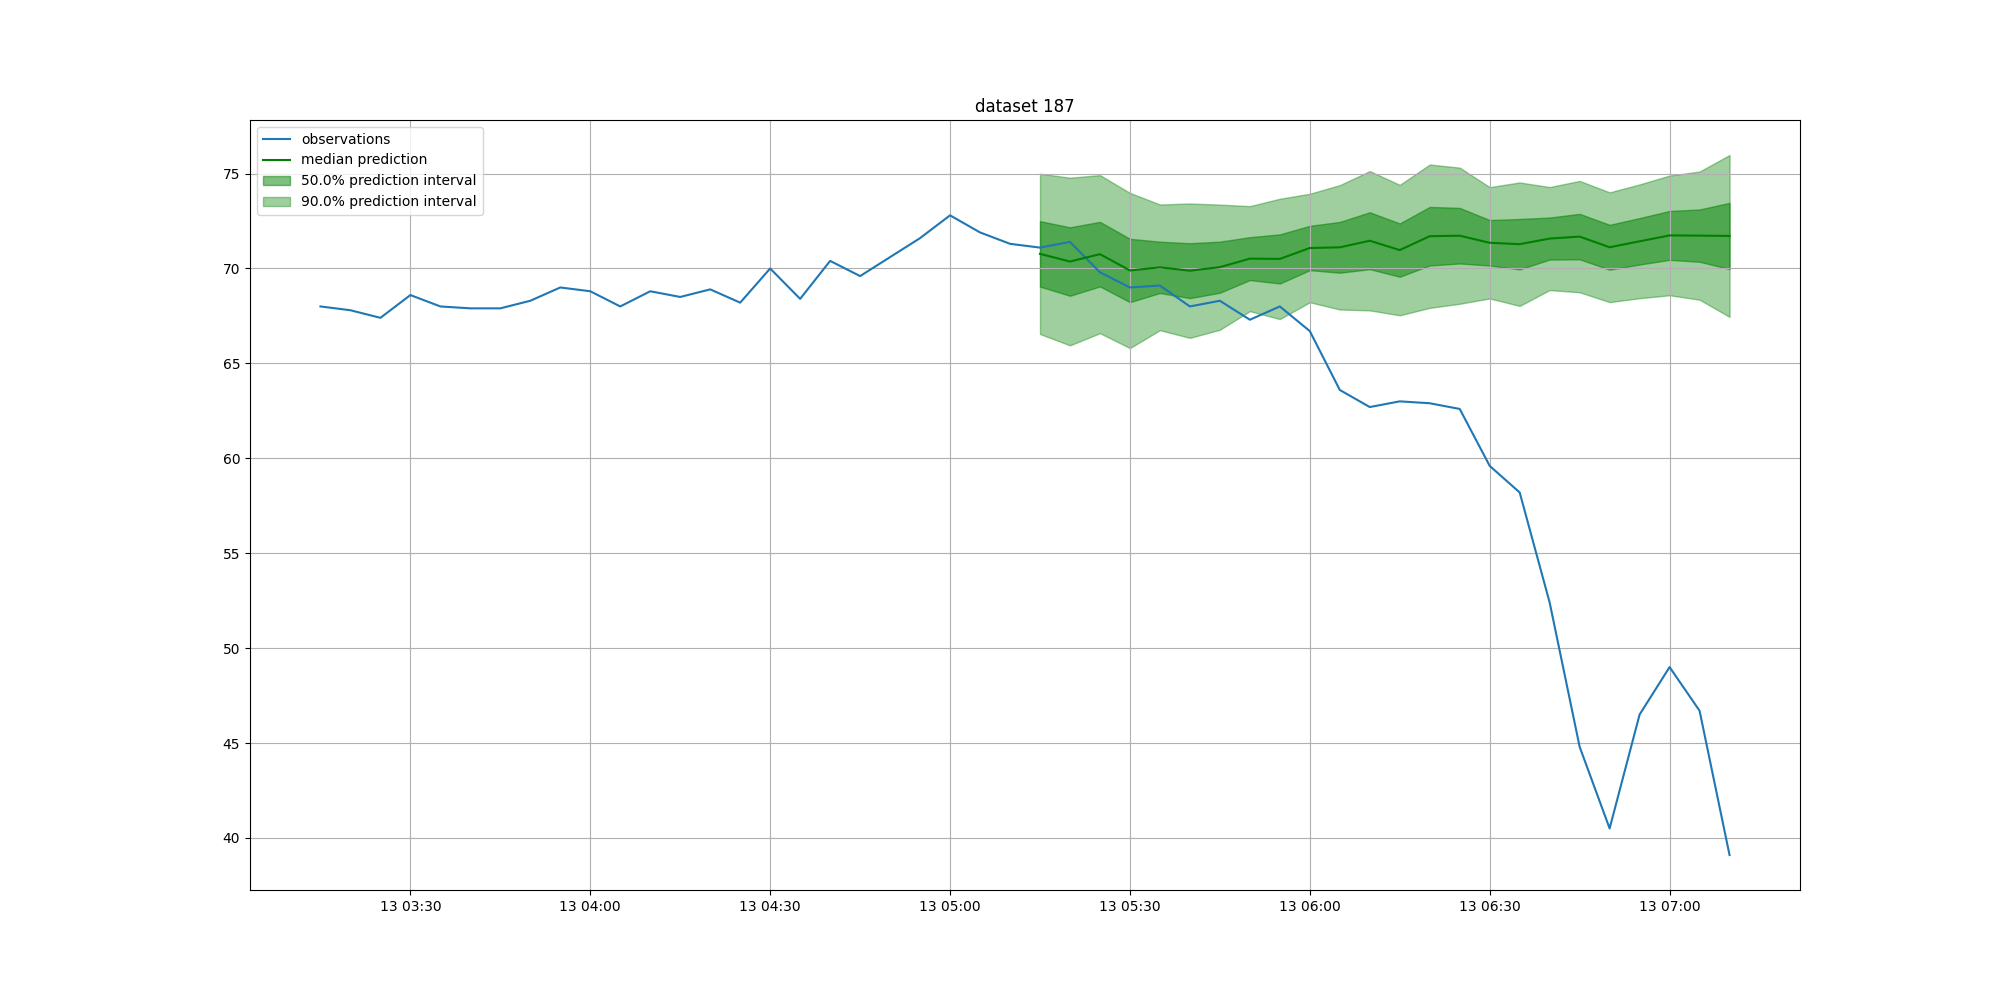 dataset 187
observations
median prediction
50.0% prediction interval
90.0% prediction interval
75
70
65
60
55
50
45
40
13 03:30 13 04:00 13 04:30 13 05:00 13 05:30 13 06:00 13 06:30 13 07:00